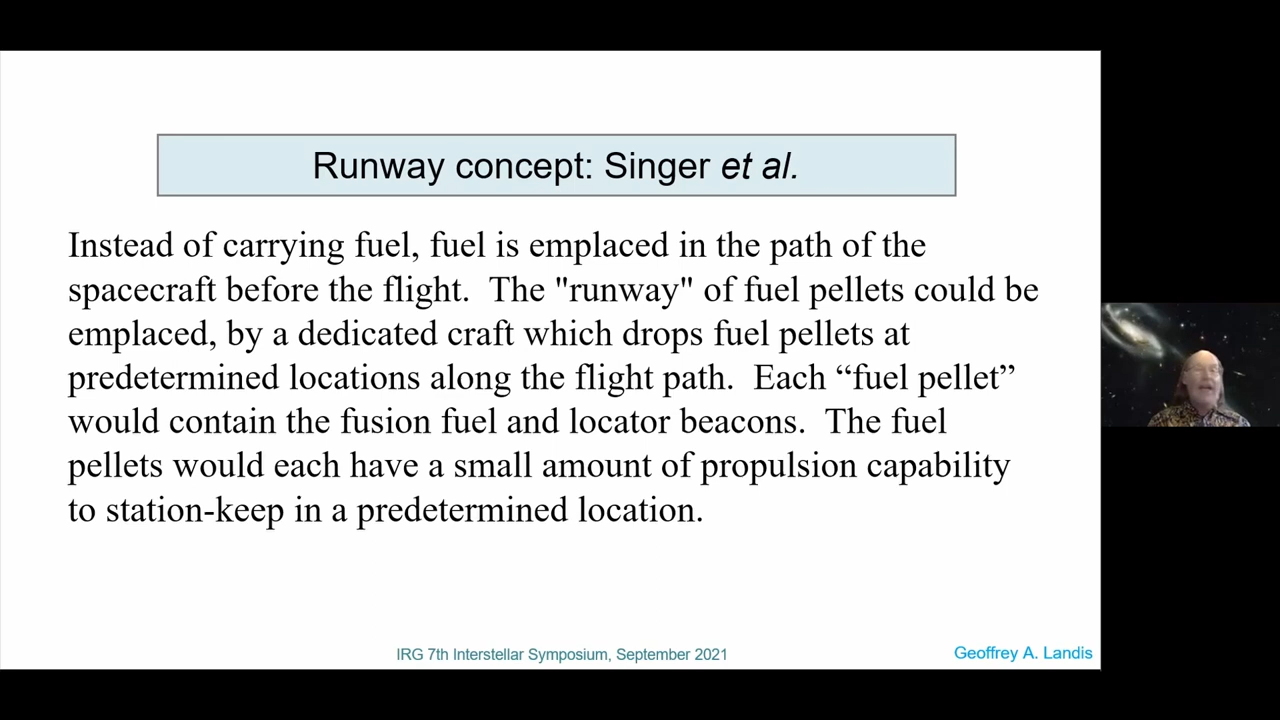 Runway concept: Singer et al.
Instead of carrying fuel, fuel is emplaced in the path of the
spacecraft before the flight.  The "runway" of fuel pellets could be
emplaced, by a dedicated craft which drops fuel pellets at
predetermined locations along the flight path.  Each “fuel pellet”
would contain the fusion fuel and locator beacons.  The fuel
pellets would each have a small amount of propulsion capability
to station-keep in a predetermined location.
IRG 7th Interstellar Symposium, September 2021
Geoffrey A. Landis